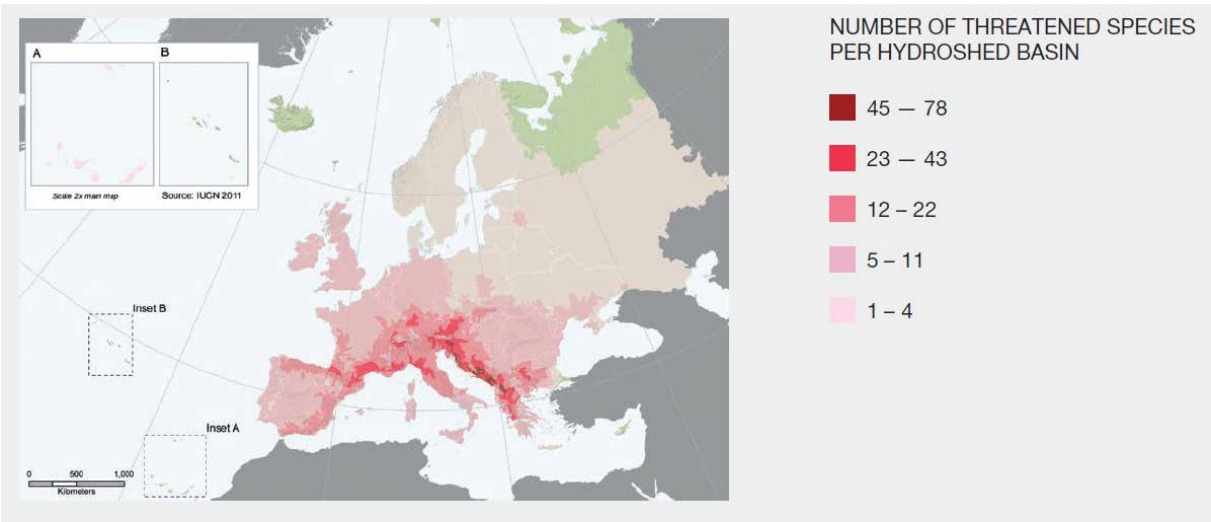 A
B
Scale 2x main map
Source: IUCN 2011
Inset B
Inset A
0 500 1,000
Kilometers
NUMBER OF THREATENED SPECIES
PER HYDROSHED BASIN
45 — 78
23 — 43
12 – 22
5 – 11
1 – 4